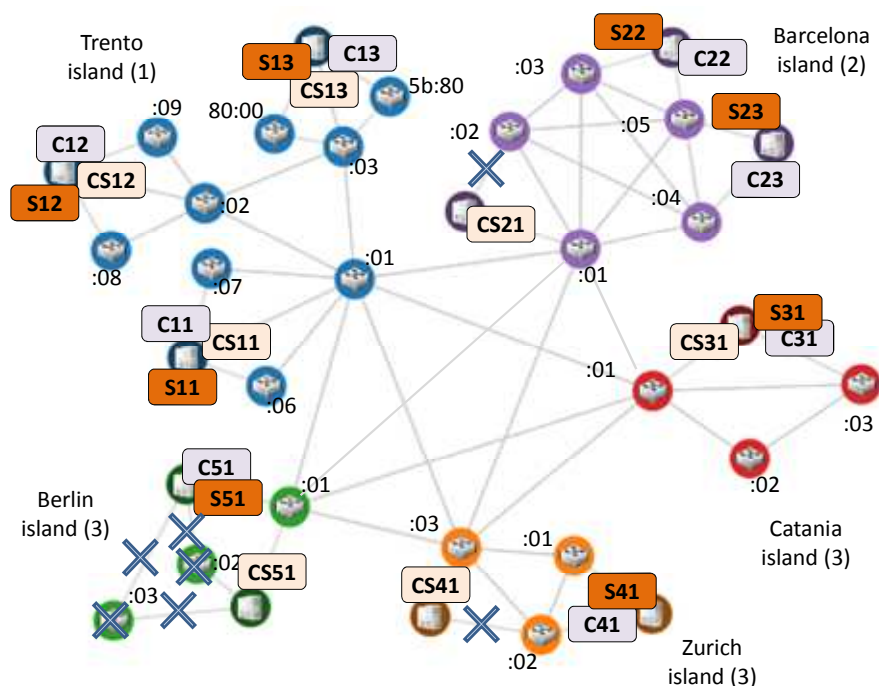 Trento
island (1)
S13
C13
CS13
5b:80
80:00
:09
:03
C12
CS12
S12
:02
:08
:07
:01
C11
CS11
S11
:06
S22
C22
Barcelona
island (2)
:03
:02
:05
S23
C23
:04
CS21
:01
S31
CS31
C31
:01
:03
:02
Catania
island (3)
C51
S51
:01
Berlin
island (3)
:02
CS51
:03
:03
:01
CS41
S41
C41
:02
Zurich
island (3)